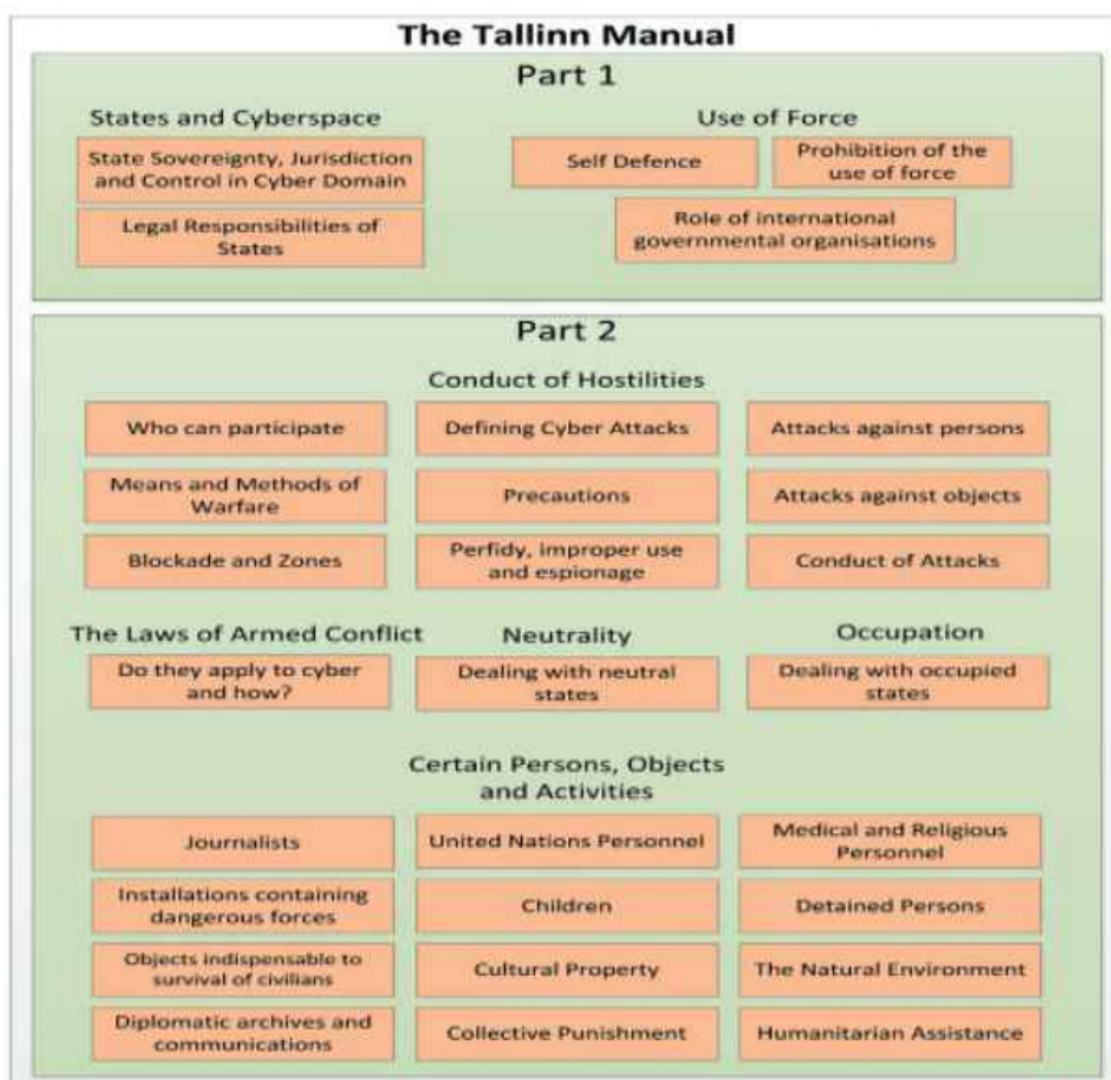 The Tallinn Manual
Part 1
States and Cyberspace
State Sovereignty, Jurisdiction
and Control in Cyber Domain
Legal Responsibilities of
States
Use of Force
Self Defence
Prohibition of the
use of force
Role of international
governmental organisations
Part 2
Conduct of Hostilities
Who can participate
Defining Cyber Attacks
Attacks against persons
Means and Methods of
Warfare
Precautions
Attacks against objects
Blockade and Zones
Perfidy, improper use
and espionage
Conduct of Attacks
The Laws of Armed Conflict
Do they apply to cyber
and how?
Neutrality
Dealing with neutral
states
Occupation
Dealing with occupied
states
Certain Persons, Objects
and Activities
Journalists
United Nations Personnel
Medical and Religious
Personnel
Installations containing
dangerous forces
Children
Detained Persons
Objects indispensable to
survival of civilians
Cultural Property
The Natural Environment
Diplomatic archives and
communications
Collective Punishment
Humanitarian Assistance